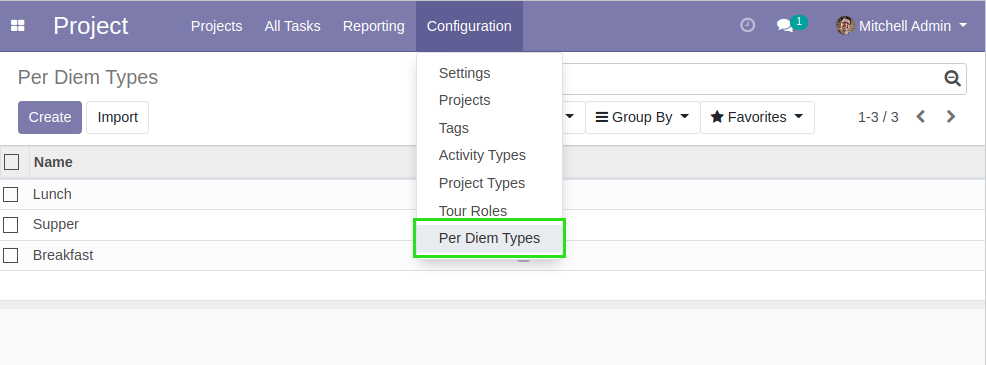 Project Projects All Tasks Reporting Configuration 1 Mitchell Admin
Per Diem Types
Create Import
Group By Favorites 1-3 / 3
Settings
Projects
Tags
Activity Types
Project Types
Tour Roles
Per Diem Types
Name
Lunch
Supper
Breakfast